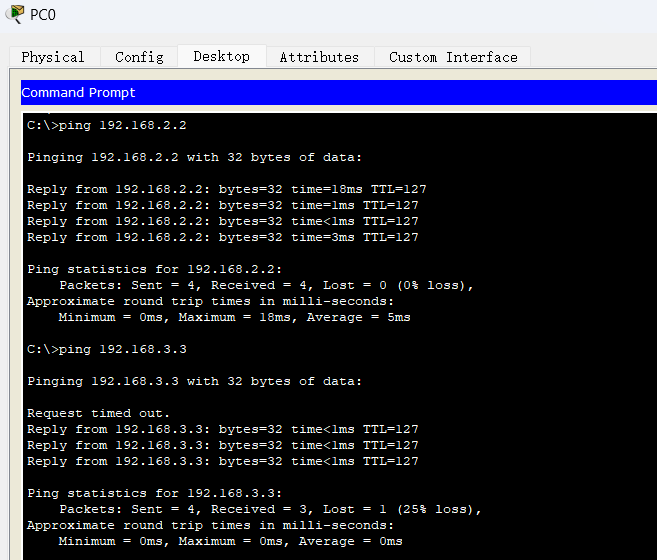 PC0
Physical Config Desktop Attributes Custom Interface
Command Prompt
C:\>ping 192.168.2.2
Pinging 192.168.2.2 with 32 bytes of data:
Reply from 192.168.2.2: bytes=32 time=18ms TTL=127
Reply from 192.168.2.2: bytes=32 time=1ms TTL=127
Reply from 192.168.2.2: bytes=32 time<1ms TTL=127
Reply from 192.168.2.2: bytes=32 time=3ms TTL=127
Ping statistics for 192.168.2.2:
    Packets: Sent = 4, Received = 4, Lost = 0 (0% loss),
Approximate round trip times in milli-seconds:
    Minimum = 0ms, Maximum = 18ms, Average = 5ms
C:\>ping 192.168.3.3
Pinging 192.168.3.3 with 32 bytes of data:
Request timed out.
Reply from 192.168.3.3: bytes=32 time<1ms TTL=127
Reply from 192.168.3.3: bytes=32 time<1ms TTL=127
Reply from 192.168.3.3: bytes=32 time<1ms TTL=127
Ping statistics for 192.168.3.3:
    Packets: Sent = 4, Received = 3, Lost = 1 (25% loss),
Approximate round trip times in milli-seconds:
    Minimum = 0ms, Maximum = 0ms, Average = 0ms